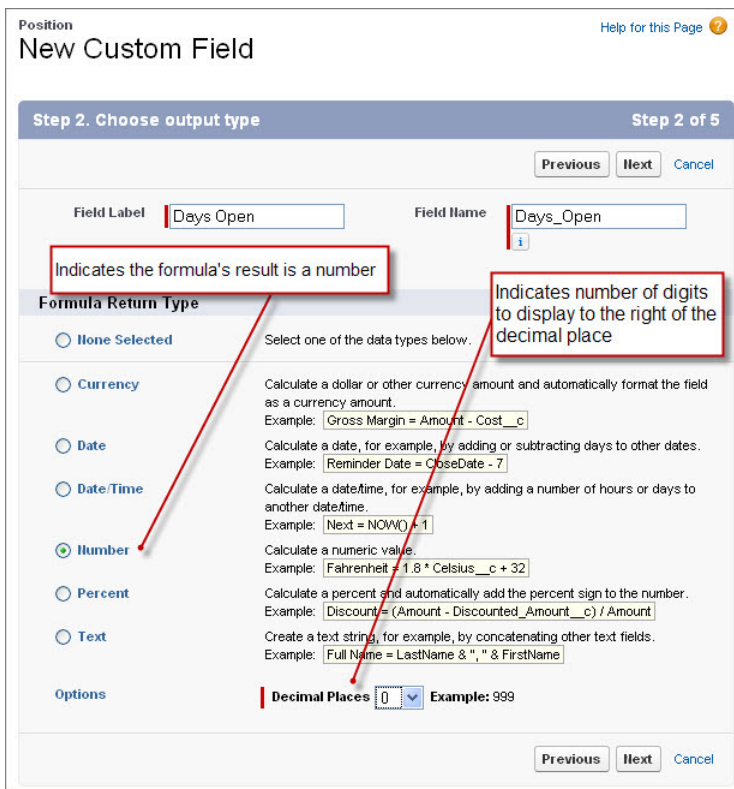 Position
New Custom Field
Help for this Page
Step 2. Choose output type
Step 2 of 5
Previous Next Cancel
Field Label Days Open
Field Name Days_Open
i
Indicates the formula's result is a number
Indicates number of digits
to display to the right of the
decimal place
Formula Return Type
None Selected
Select one of the data types below.
Currency
Calculate a dollar or other currency amount and automatically format the field
as a currency amount.
Example: Gross Margin = Amount - Cost__c
Date
Calculate a date, for example, by adding or subtracting days to other dates.
Example: Reminder Date = CloseDate - 7
Date/Time
Calculate a date/time, for example, by adding a number of hours or days to
another date/time.
Example: Next = NOW() + 1
Number
Calculate a numeric value.
Example: Fahrenheit = 1.8 * Celsius__c + 32
Percent
Calculate a percent and automatically add the percent sign to the number.
Example: Discount = (Amount - Discounted_Amount__c) / Amount
Text
Create a text string, for example, by concatenating other text fields.
Example: Full Name = LastName & ", " & FirstName
Options
Decimal Places 0 Example: 999
Previous Next Cancel